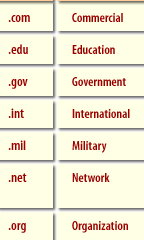 .com Commercial
.edu Education
.gov Government
.int International
.mil Military
.net Network
.org Organization